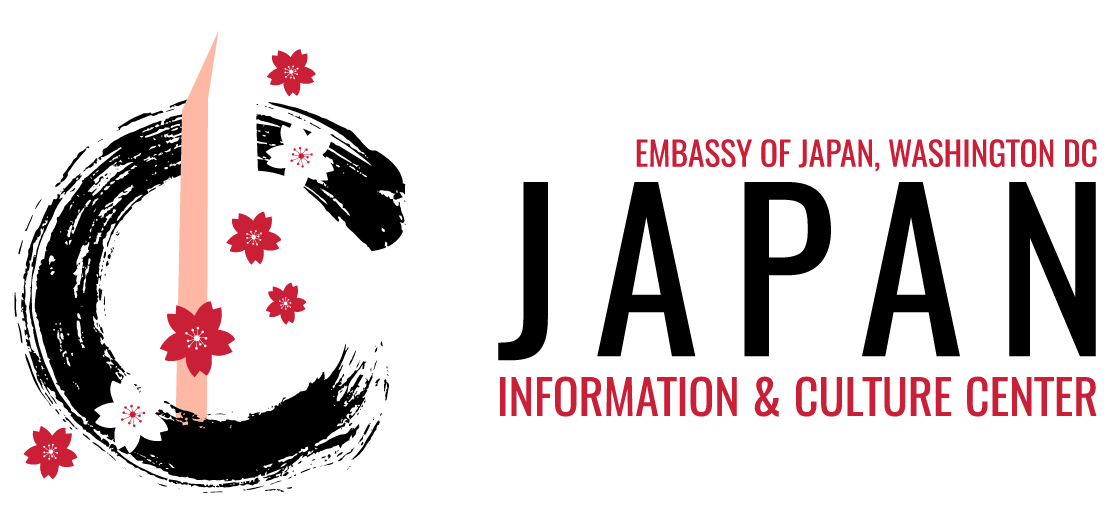 EMBASSY OF JAPAN, WASHINGTON DC
JAPAN
INFORMATION & CULTURE CENTER